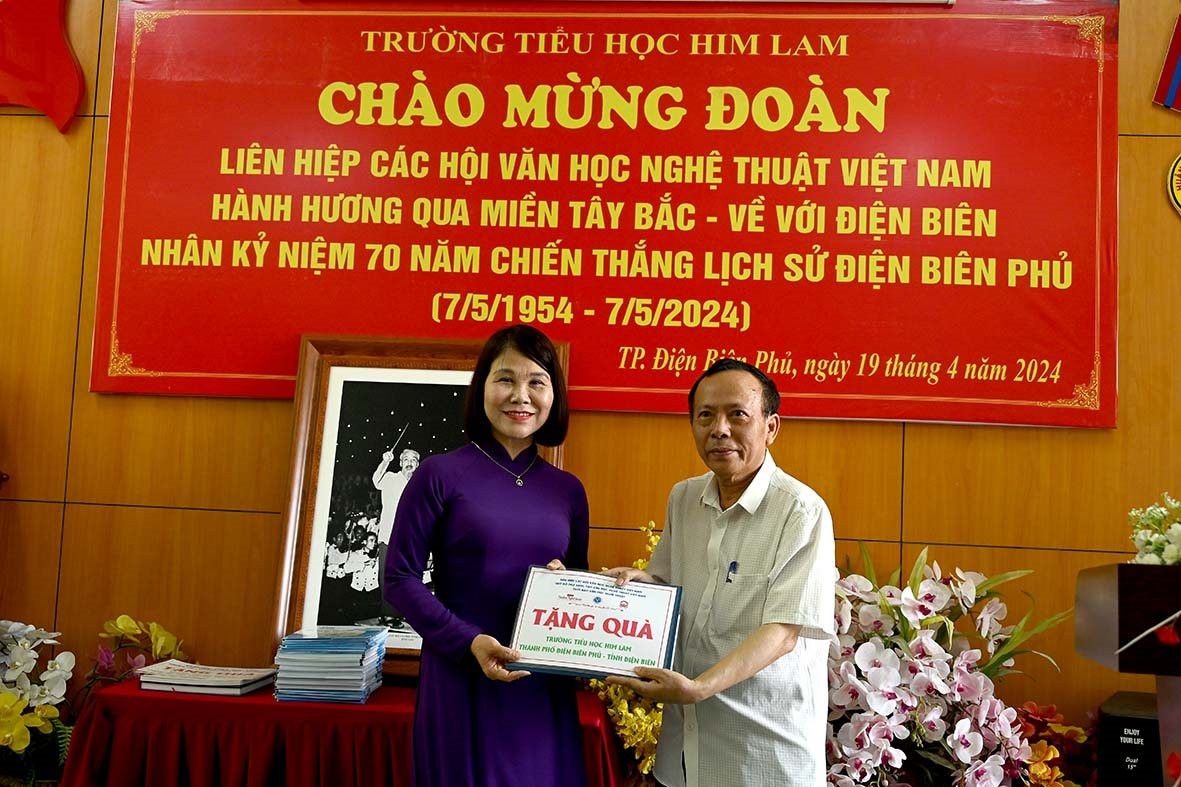 TRƯỜNG TIỂU HỌC HIM LAM
CHÀO MỪNG ĐOÀN
LIÊN HIỆP CÁC HỘI VĂN HỌC NGHỆ THUẬT VIỆT NAM
HÀNH HƯƠNG QUA MIỀN TÂY BẮC - VỀ VỚI ĐIỆN BIÊN
NHÂN KỶ NIỆM 70 NĂM CHIẾN THẮNG LỊCH SỬ ĐIỆN BIÊN PHỦ
(7/5/1954 - 7/5/2024)
TP. Điện Biên Phủ, ngày 19 tháng 4 năm 2024
TẶNG QUÀ
TRƯỜNG TIỂU HỌC HIM LAM
THÀNH PHỐ ĐIỆN BIÊN PHỦ - TỈNH ĐIỆN BIÊN
ENJOY
YOUR LIFE
Dual
15"